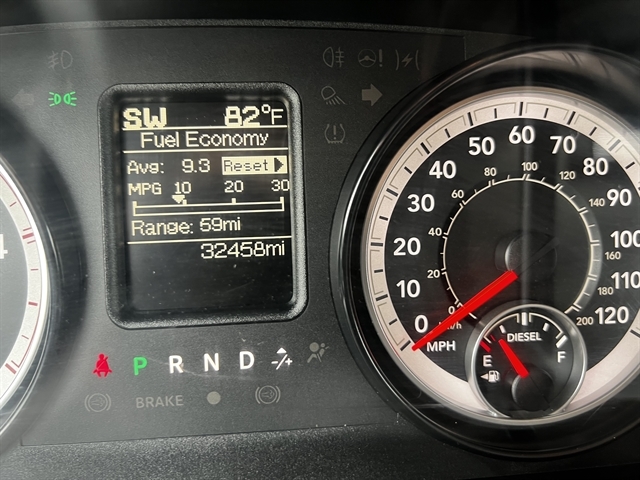 SW 82°F
Fuel Economy
Avg: 9.3 Reset
MPG 10 20 30
Range: 59mi
32458mi
P R N D -/+
BRAKE
4
0 10 20 30 40 50 60 70 80 90 100 110 120
MPH
0 20 40 60 80 100 120 140 160 180 200
km/h
DIESEL
E F